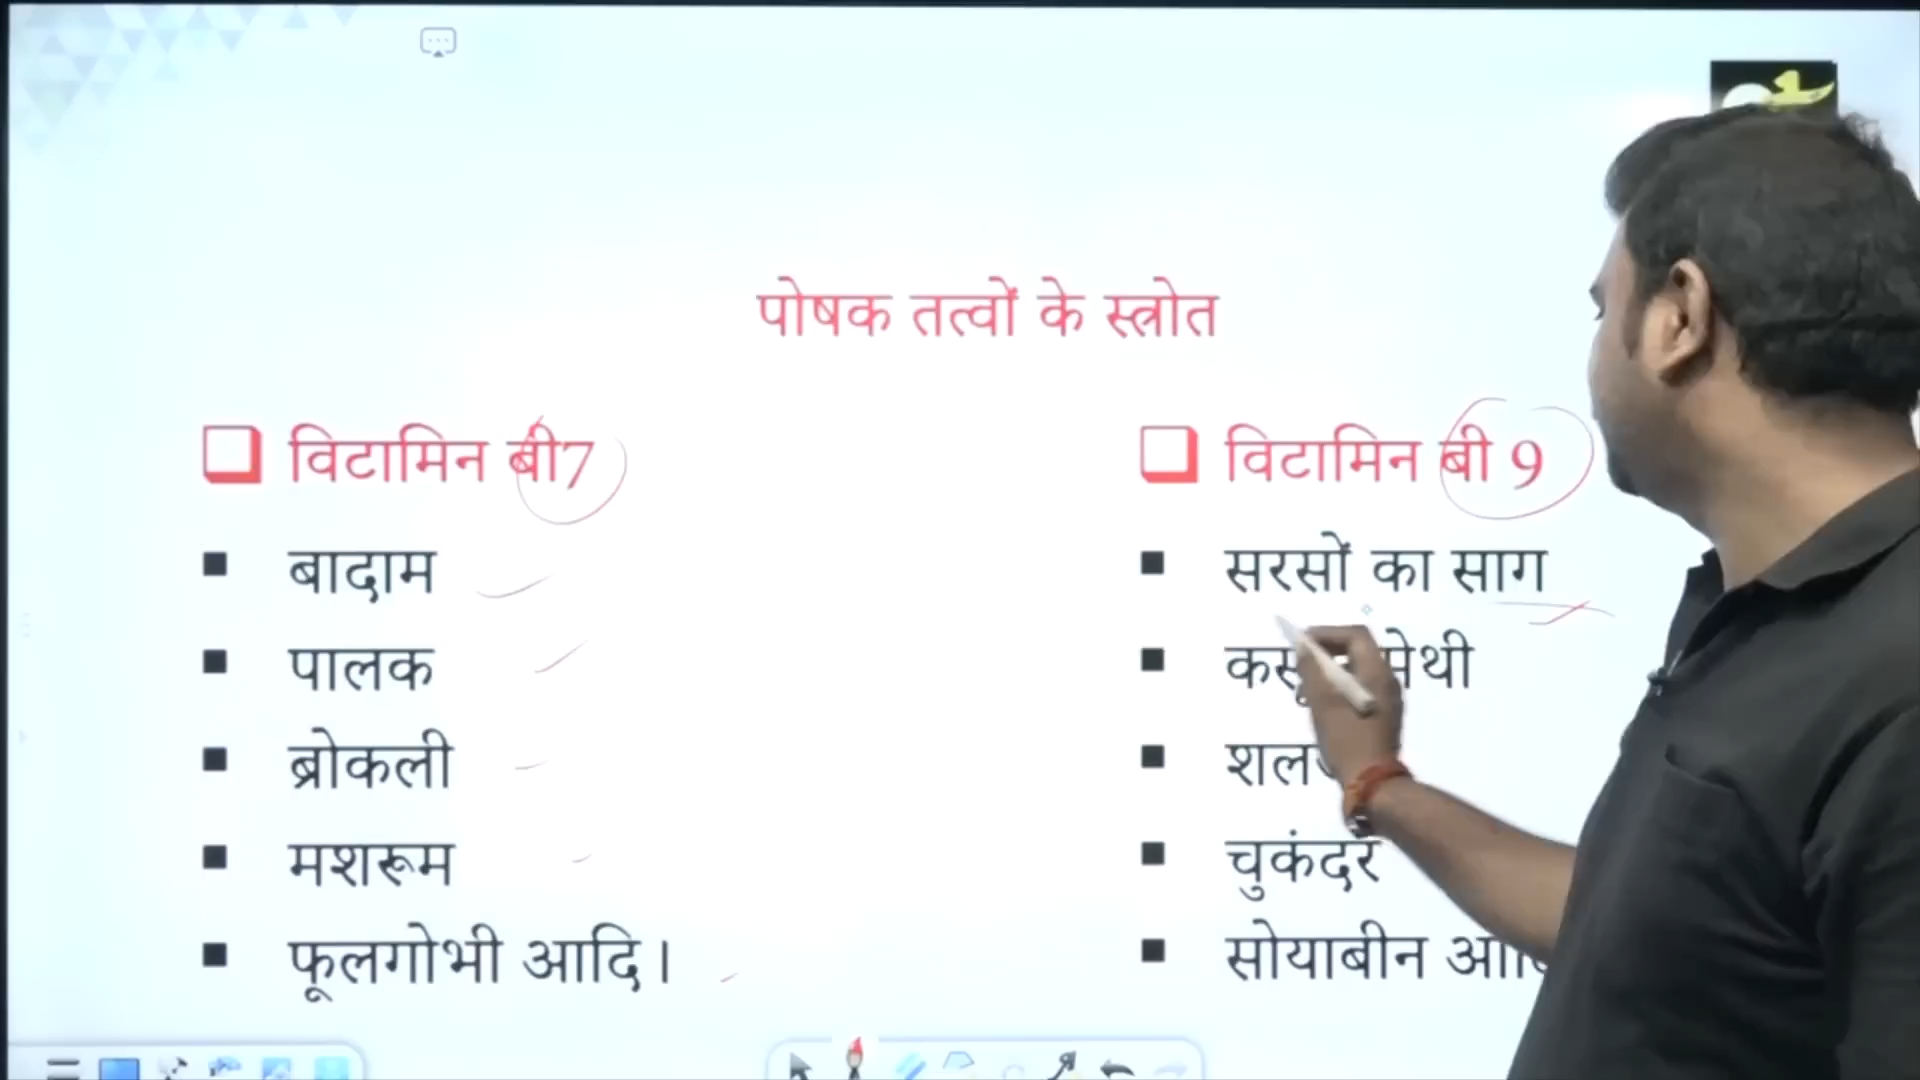 पोषक तत्वों के स्त्रोत
विटामिन बी7
बादाम
पालक
ब्रोकली
मशरूम
फूलगोभी आदि।
विटामिन बी 9
सरसों का साग
चुकंदर
सोयाबीन